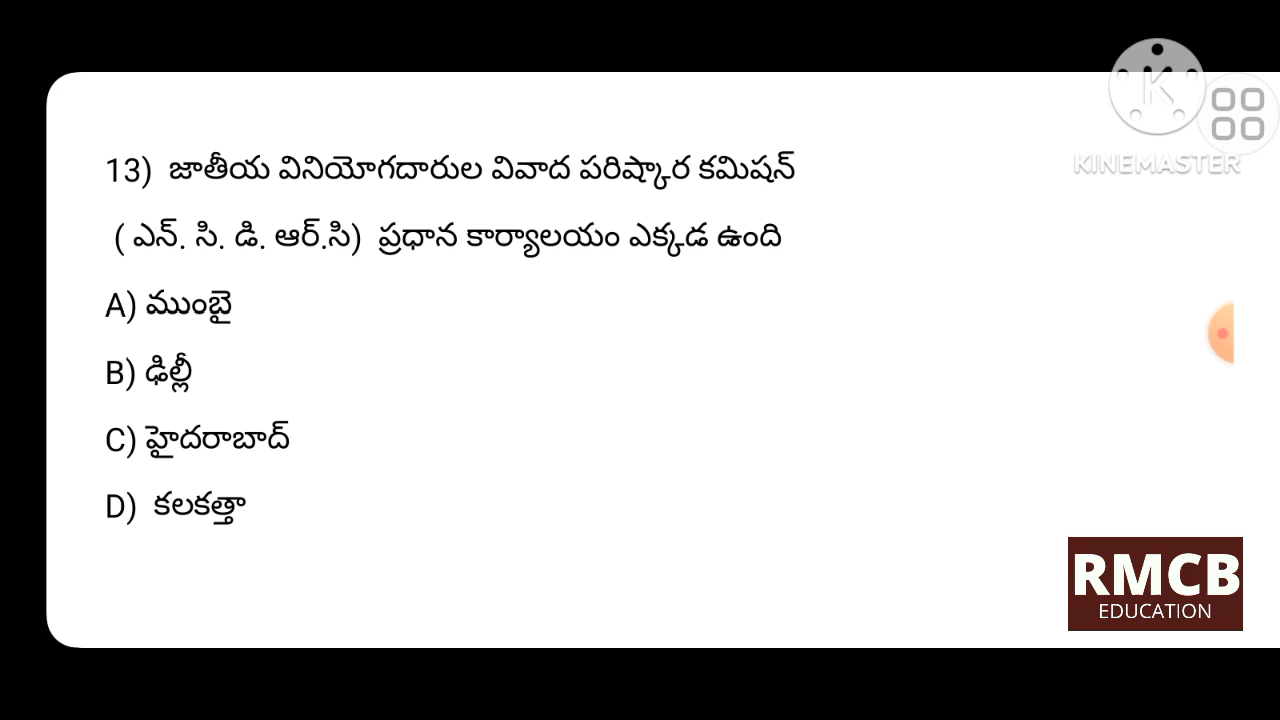 13) జాతీయ వినియోగదారుల వివాద పరిష్కార కమిషన్
( ఎన్. సి. డి. ఆర్.సి) ప్రధాన కార్యాలయం ఎక్కడ ఉంది
A) ముంబై
B) ఢిల్లీ
C) హైదరాబాద్
D) కలకత్తా
K
KINEMASTER
RMCB
EDUCATION